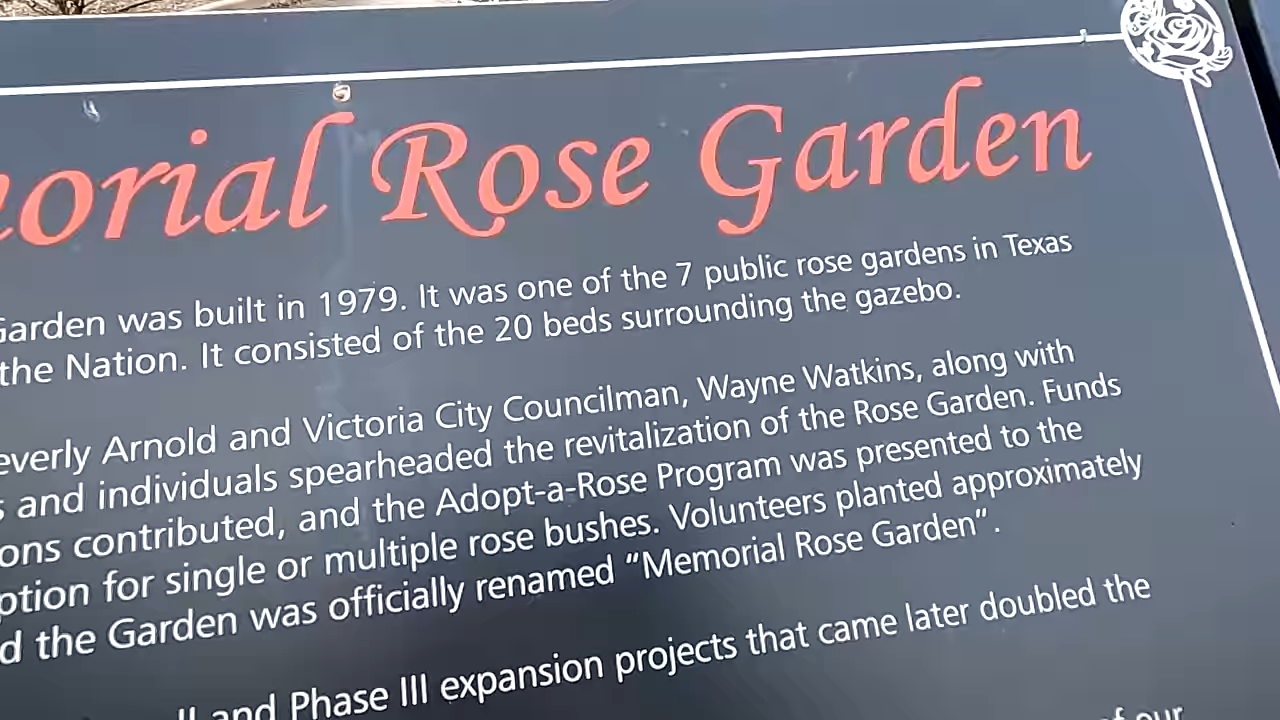 Rose Garden
Garden was built in 1979. It was one of the 7 public rose gardens in Texas
the Nation. It consisted of the 20 beds surrounding the gazebo.
Arnold and Victoria City Councilman, Wayne Watkins, along with
and individuals spearheaded the revitalization of the Rose Garden. Funds
contributed, and the Adopt-a-Rose Program was presented to the
for single or multiple rose bushes. Volunteers planted approximately
the Garden was officially renamed “Memorial Rose Garden”.
II and Phase III expansion projects that came later doubled the
of our